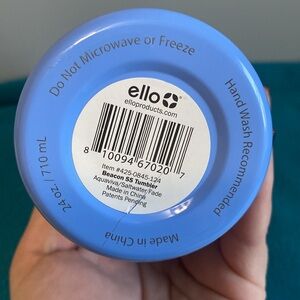 Do Not Microwave or Freeze
Hand Wash Recommended
24 oz. / 710 mL
Made in China
ello
elloproducts.com
8 10094 67020 7
Item #425-0845-124
Beacon SS Tumbler
Aquaviva/Saltwater Fade
Made in China
Patents Pending